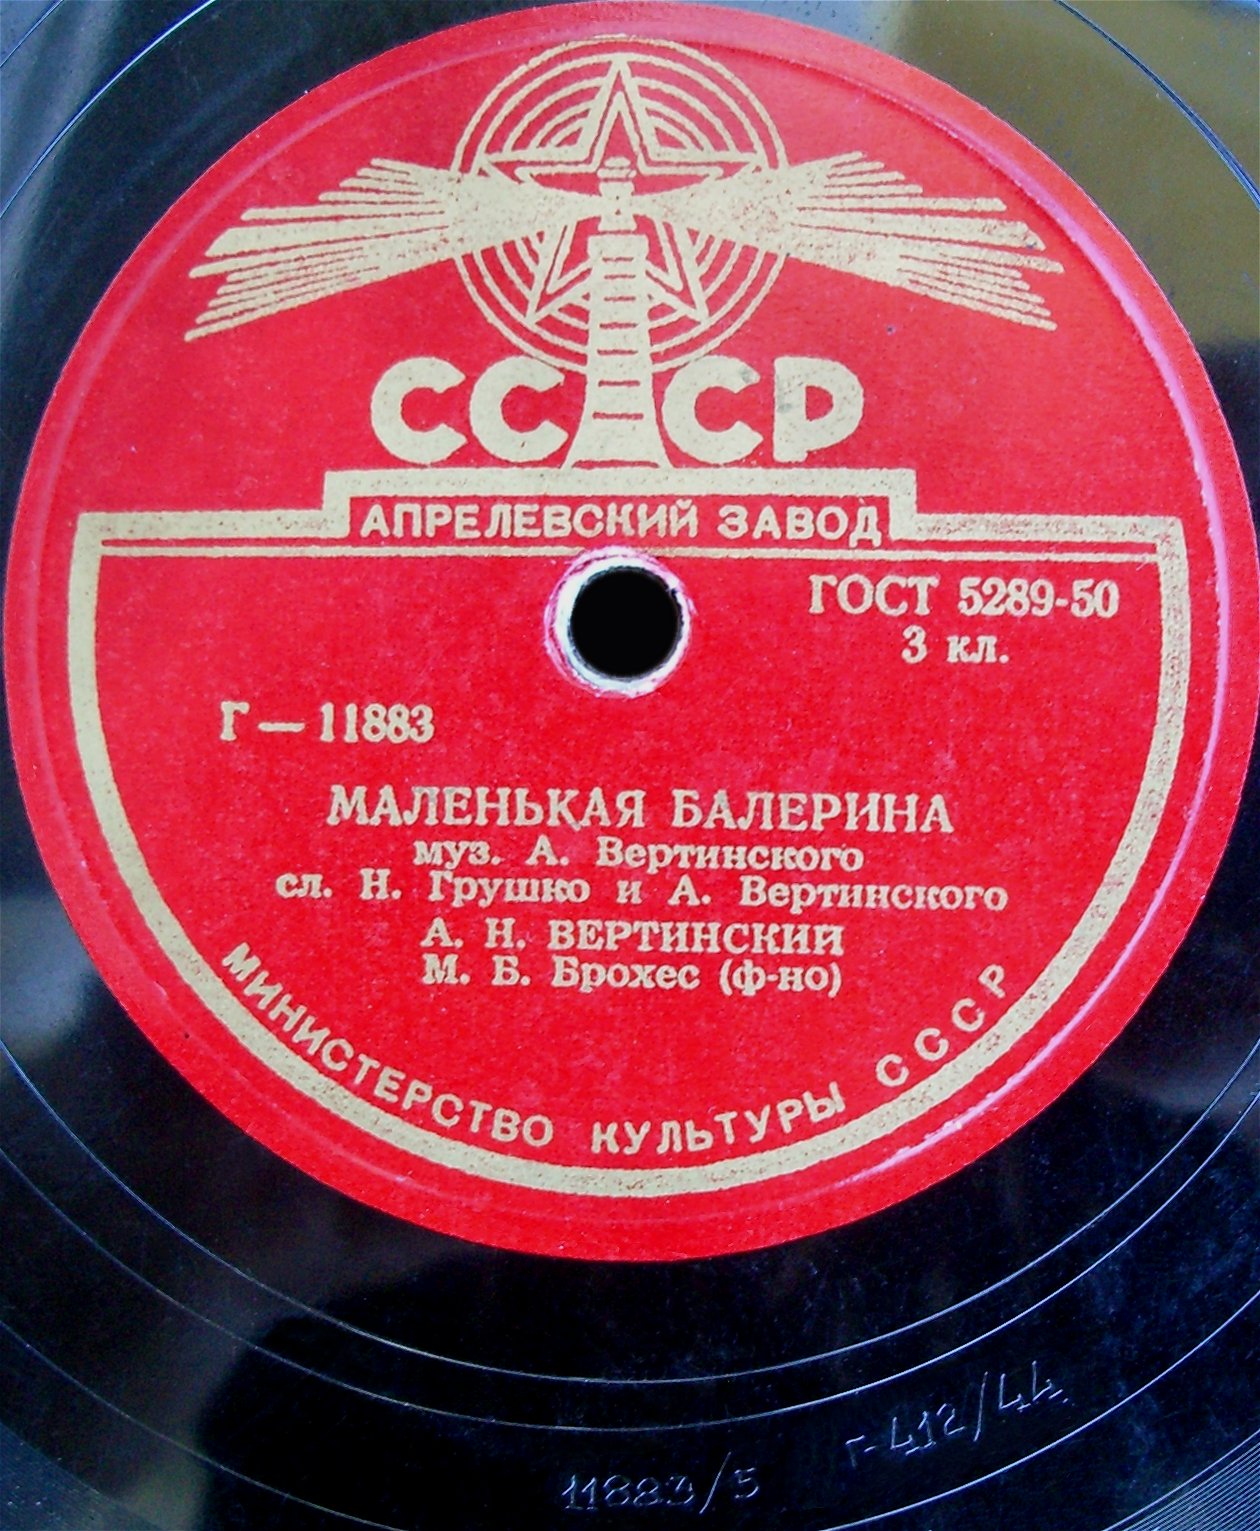 СССР
АПРЕЛЕВСКИЙ ЗАВОД
ГОСТ 5289-50
3 кл.
Г — 11883
МАЛЕНЬКАЯ БАЛЕРИНА
муз. А. Вертинского
сл. Н. Грушко и А. Вертинского
А. Н. ВЕРТИНСКИЙ
М. Б. Брохес (ф-но)
МИНИСТЕРСТВО КУЛЬТУРЫ СССР
г-412/44
11883/5